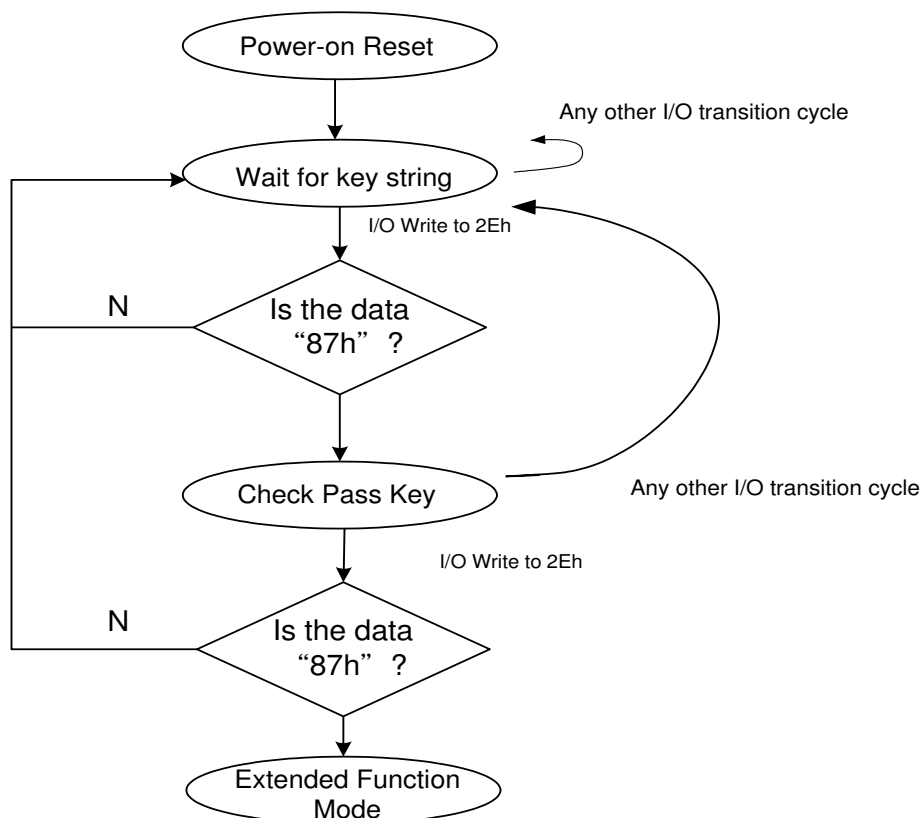 Power-on Reset
Any other I/O transition cycle
Wait for key string
I/O Write to 2Eh
N
Is the data
“87h” ?
Check Pass Key
Any other I/O transition cycle
I/O Write to 2Eh
N
Is the data
“87h” ?
Extended Function
Mode